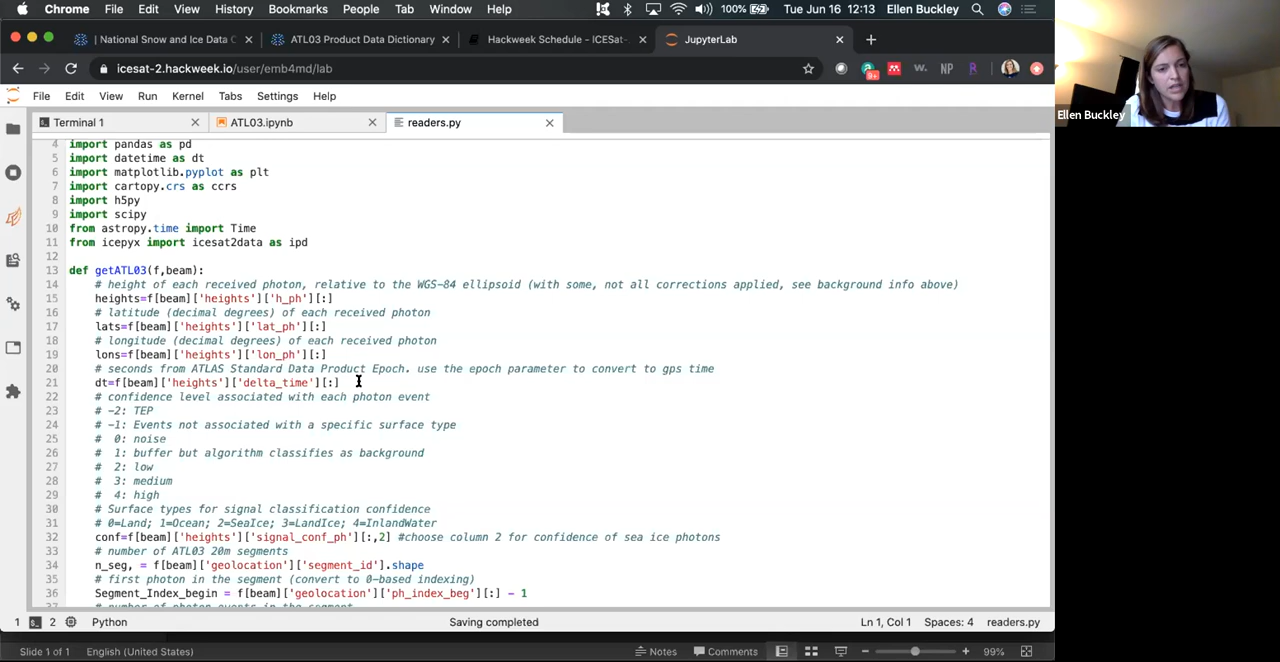 Chrome File Edit View History Bookmarks People Tab Window Help 100% Tue Jun 16 12:13 Ellen Buckley
| National Snow and Ice Data C ATL03 Product Data Dictionary Hackweek Schedule - ICESat- JupyterLab
icesat-2.hackweek.io/user/emb4md/lab 9+ w. NP R
File Edit View Run Kernel Tabs Settings Help
Terminal 1 ATL03.ipynb readers.py
Ellen Buckley
4 import pandas as pd
5 import datetime as dt
6 import matplotlib.pyplot as plt
7 import cartopy.crs as ccrs
8 import h5py
9 import scipy
10 from astropy.time import Time
11 from icepyx import icesat2data as ipd
12
13 def getATL03(f,beam):
14 # height of each received photon, relative to the WGS-84 ellipsoid (with some, not all corrections applied, see background info above)
15 heights=f[beam]['heights']['h_ph'][:]
16 # latitude (decimal degrees) of each received photon
17 lats=f[beam]['heights']['lat_ph'][:]
18 # longitude (decimal degrees) of each received photon
19 lons=f[beam]['heights']['lon_ph'][:]
20 # seconds from ATLAS Standard Data Product Epoch. use the epoch parameter to convert to gps time
21 dt=f[beam]['heights']['delta_time'][:]
22 # confidence level associated with each photon event
23 # -2: TEP
24 # -1: Events not associated with a specific surface type
25 # 0: noise
26 # 1: buffer but algorithm classifies as background
27 # 2: low
28 # 3: medium
29 # 4: high
30 # Surface types for signal classification confidence
31 # 0=Land; 1=Ocean; 2=SeaIce; 3=LandIce; 4=InlandWater
32 conf=f[beam]['heights']['signal_conf_ph'][:,2] #choose column 2 for confidence of sea ice photons
33 # number of ATL03 20m segments
34 n_seg, = f[beam]['geolocation']['segment_id'].shape
35 # first photon in the segment (convert to 0-based indexing)
36 Segment_Index_begin = f[beam]['geolocation']['ph_index_beg'][:] - 1
37 # number of photon events in the segment
1 2 Python Saving completed Ln 1, Col 1 Spaces: 4 readers.py
Slide 1 of 1 English (United States) Notes Comments 99%